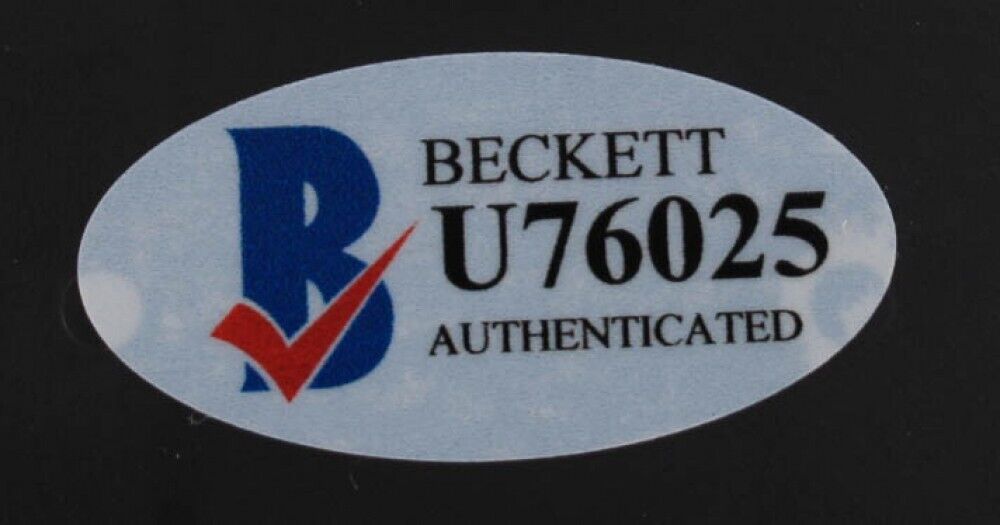 B
BECKETT
U76025
AUTHENTICATED